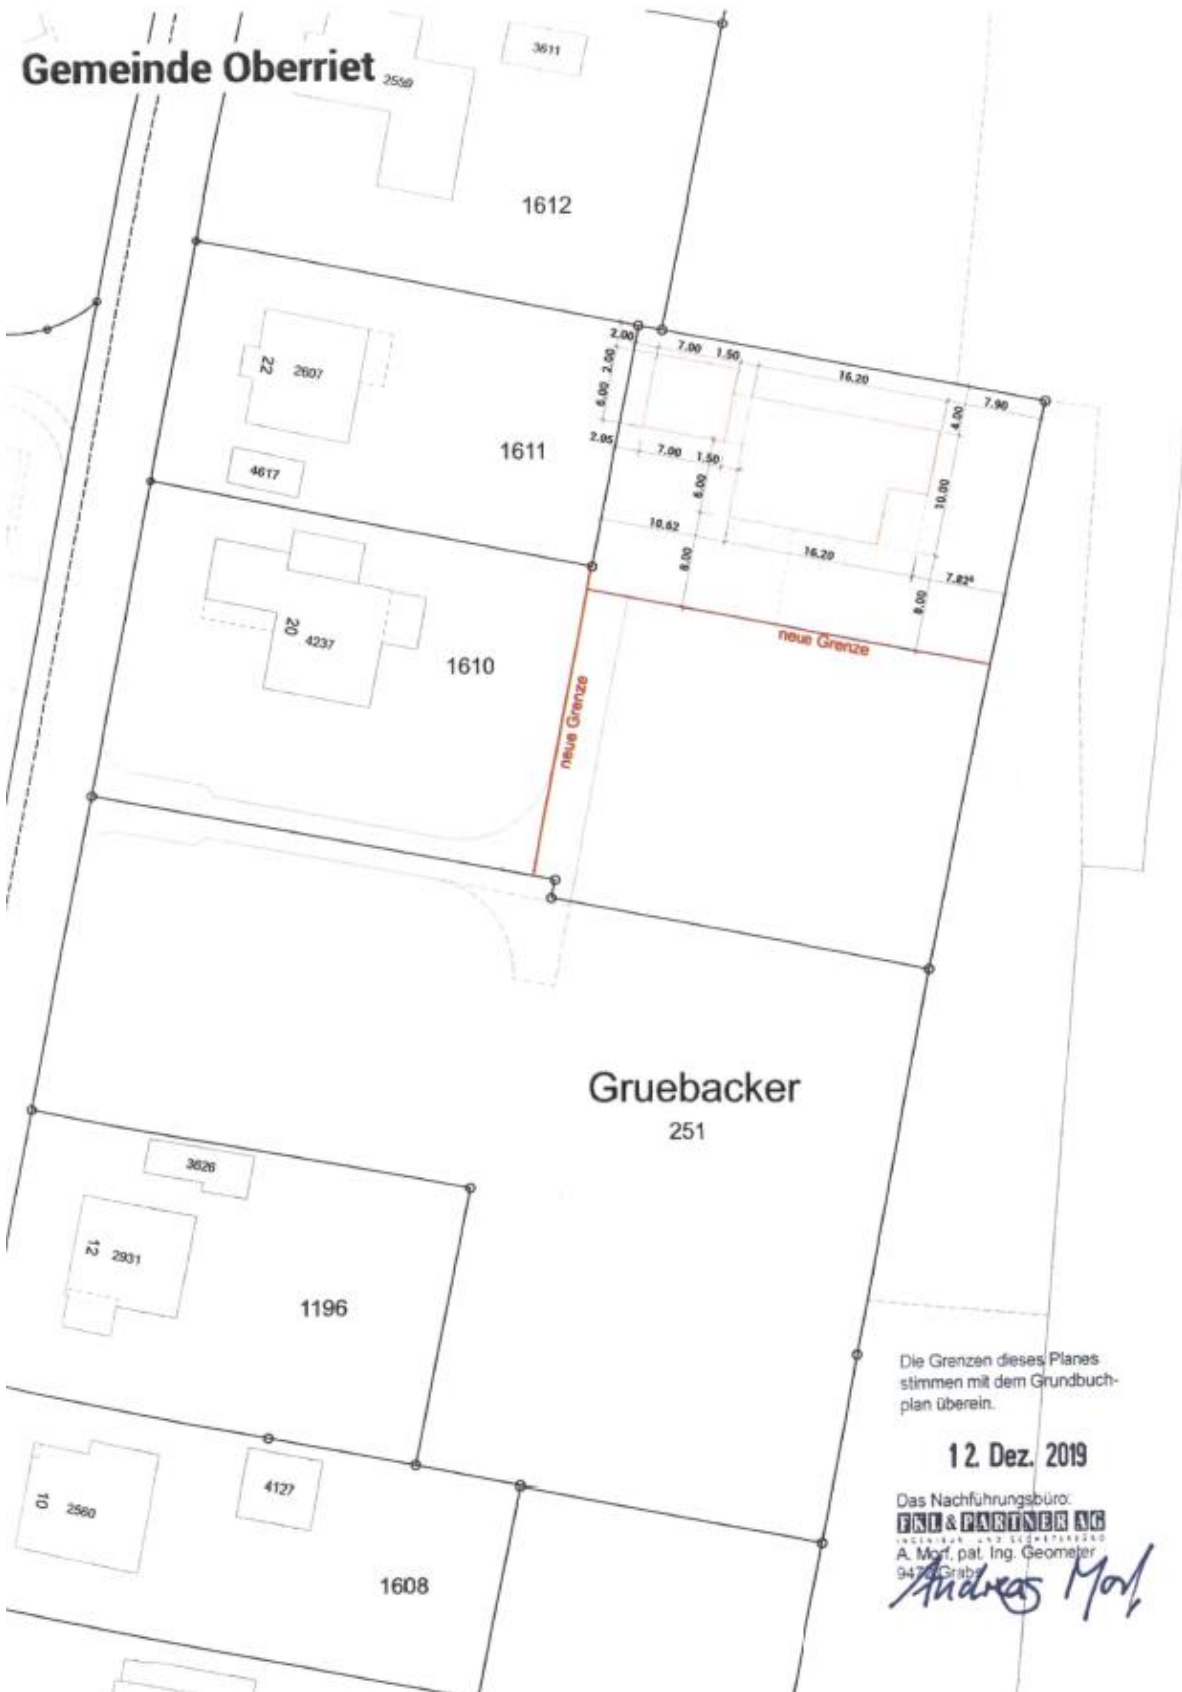 Gemeinde Oberriet
3611
2559
1612
2.00
7.00
1.50
16.20
7.90
2.00
6.00
4.00
22
2607
1611
2.05
7.00
1.50
6.00
10.00
4617
10.52
16.20
7.82⁵
8.00
8.00
neue Grenze
20
4237
1610
neue Grenze
Gruebacker
251
3626
12
2931
1196
Die Grenzen dieses Planes
stimmen mit dem Grundbuch-
plan überein.
12. Dez. 2019
10
2560
4127
Das Nachführungsbüro:
FKL & PARTNER AG
A. Morf, pat. Ing. Geometer
Grabs
Andreas Morf
1608